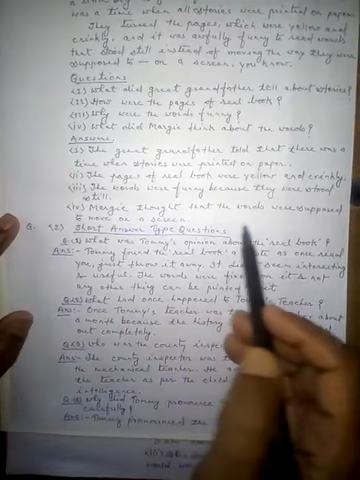 was a time when all stories were printed on paper.
They turned the pages, which were yellow and
crinkly, and it was awfully funny to read words
that stood still instead of moving the way they were
supposed to — on a screen, you know.
Questions
(i) What did great grandfather tell about stories?
(ii) How were the pages of real book?
(iii) Why were the words funny?
(iv) What did Margie think about the words?
Answers.
(i) The great grandfather told that there was a
time when stories were printed on paper.
(ii) The pages of real book were yellow and crinkly.
(iii) The words were funny because they were stood
still.
(iv) Margie thought that the words were supposed
to move on a screen.
Q. (2) Short Answer Type Questions
Q.(1) What was Tommy's opinion about the 'real book'?
Ans:- Tommy found the 'real book' a waste as one read
you, just throw it away. It didn't seem interesting
& useful. The words were
any other thing can be printed it
Q.(2) What had once happened to Tommy's Teacher?
Ans:- Once Tommy's teacher was about
a month because the history
out completely.
Q.(3) Who was the county
Ans:- The county inspector was
the mechanical teacher. He
the teacher as per the child
intelligence.
Why did Tommy pronounce
carefully?
Ans:- Tommy pronounced the